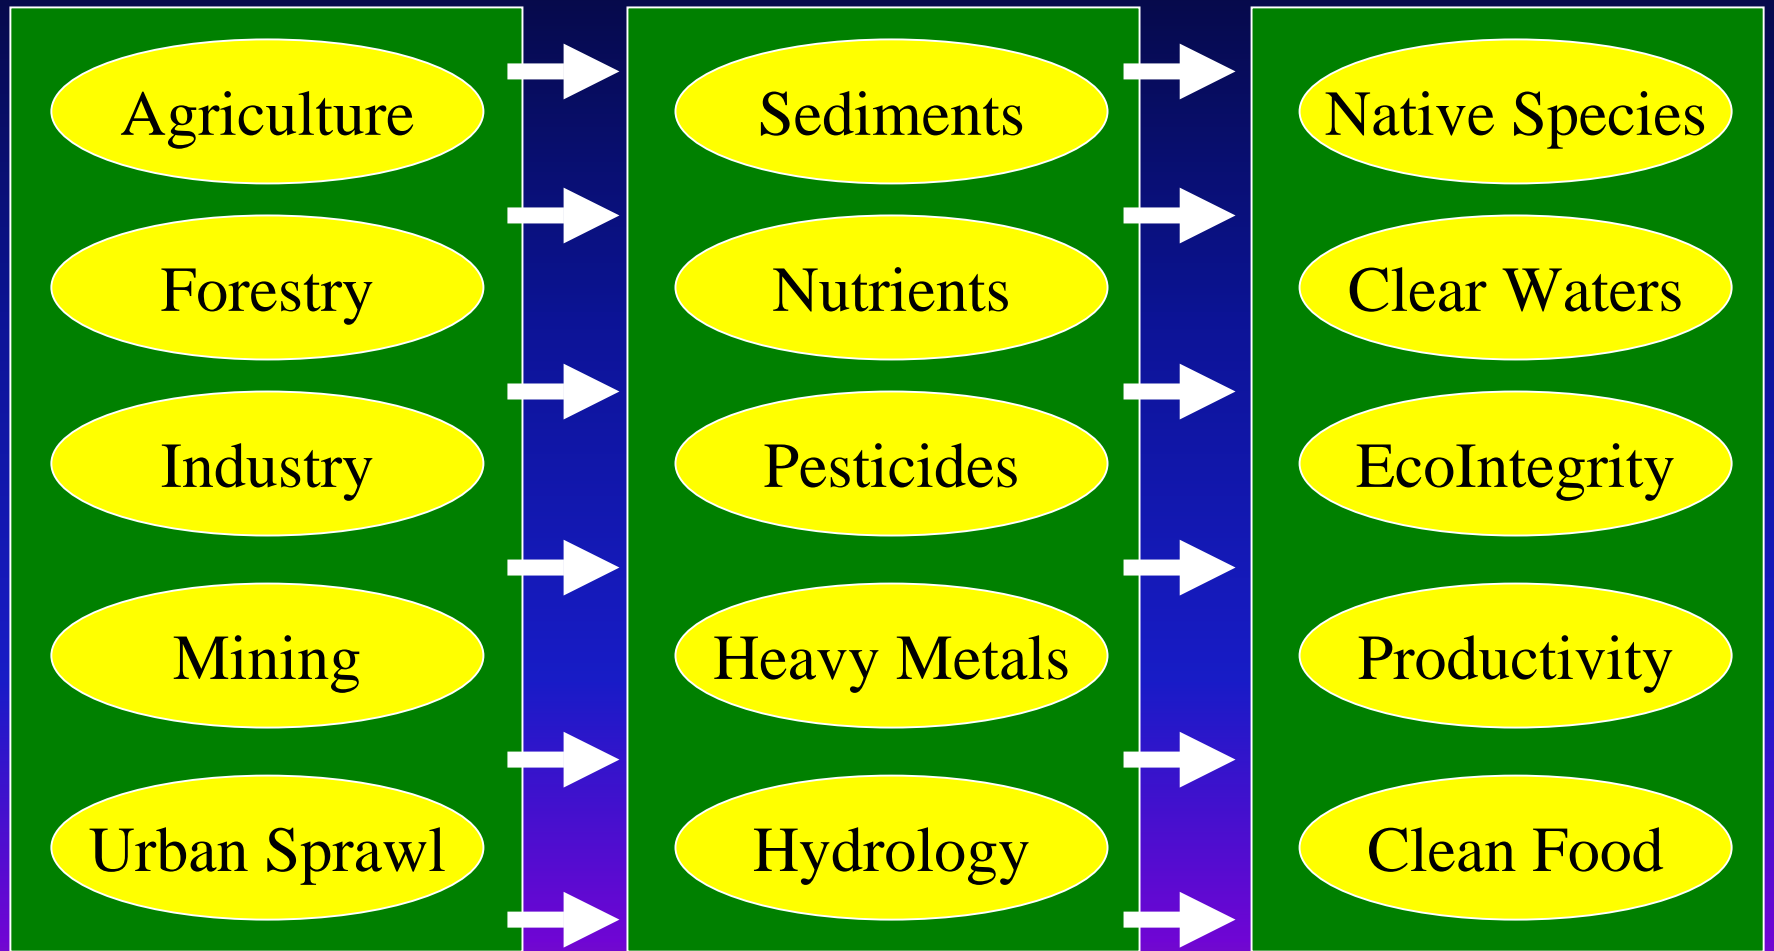 Agriculture
Forestry
Industry
Mining
Urban Sprawl
Sediments
Nutrients
Pesticides
Heavy Metals
Hydrology
Native Species
Clear Waters
EcoIntegrity
Productivity
Clean Food